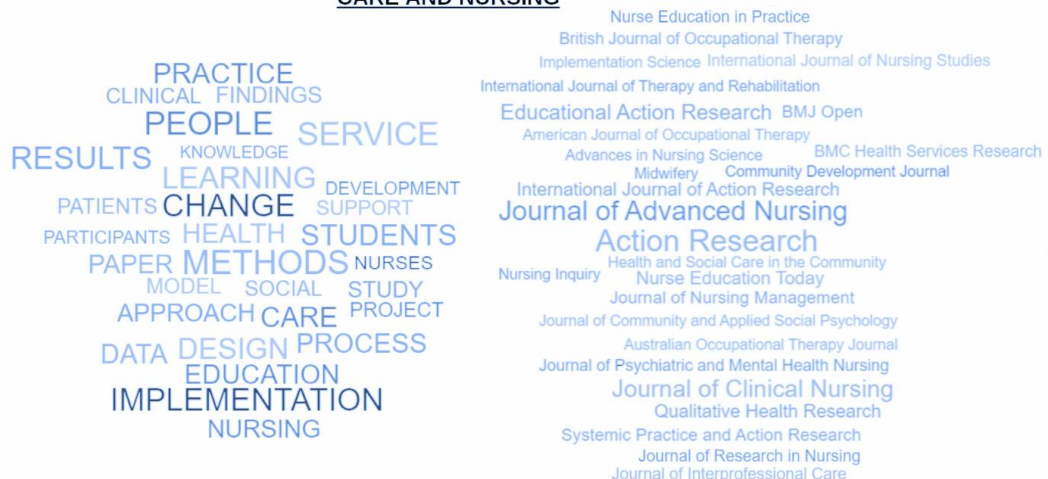 CARE AND NURSING
PRACTICE
CLINICAL FINDINGS
PEOPLE
SERVICE
RESULTS
KNOWLEDGE
LEARNING
DEVELOPMENT
PATIENTS CHANGE SUPPORT
PARTICIPANTS HEALTH STUDENTS
PAPER METHODS NURSES
MODEL SOCIAL STUDY
APPROACH CARE PROJECT
DATA DESIGN PROCESS
EDUCATION
IMPLEMENTATION
NURSING
Nurse Education in Practice
British Journal of Occupational Therapy
Implementation Science International Journal of Nursing Studies
International Journal of Therapy and Rehabilitation
Educational Action Research BMJ Open
American Journal of Occupational Therapy
Advances in Nursing Science BMC Health Services Research
Midwifery Community Development Journal
International Journal of Action Research
Journal of Advanced Nursing
Action Research
Health and Social Care in the Community
Nursing Inquiry Nurse Education Today
Journal of Nursing Management
Journal of Community and Applied Social Psychology
Australian Occupational Therapy Journal
Journal of Psychiatric and Mental Health Nursing
Journal of Clinical Nursing
Qualitative Health Research
Systemic Practice and Action Research
Journal of Research in Nursing
Journal of Interprofessional Care